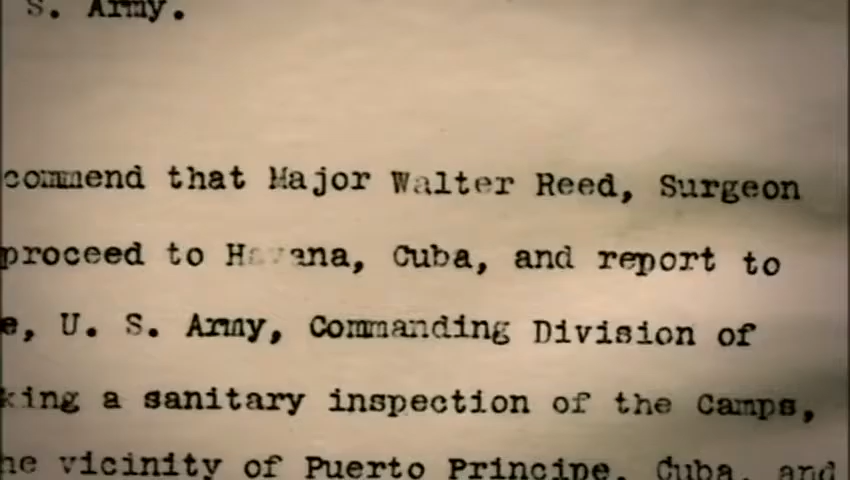 S. Army.
commend that Major Walter Reed, Surgeon
proceed to Havana, Cuba, and report to
e, U. S. Army, Commanding Division of
king a sanitary inspection of the Camps,
he vicinity of Puerto Principe, Cuba, and